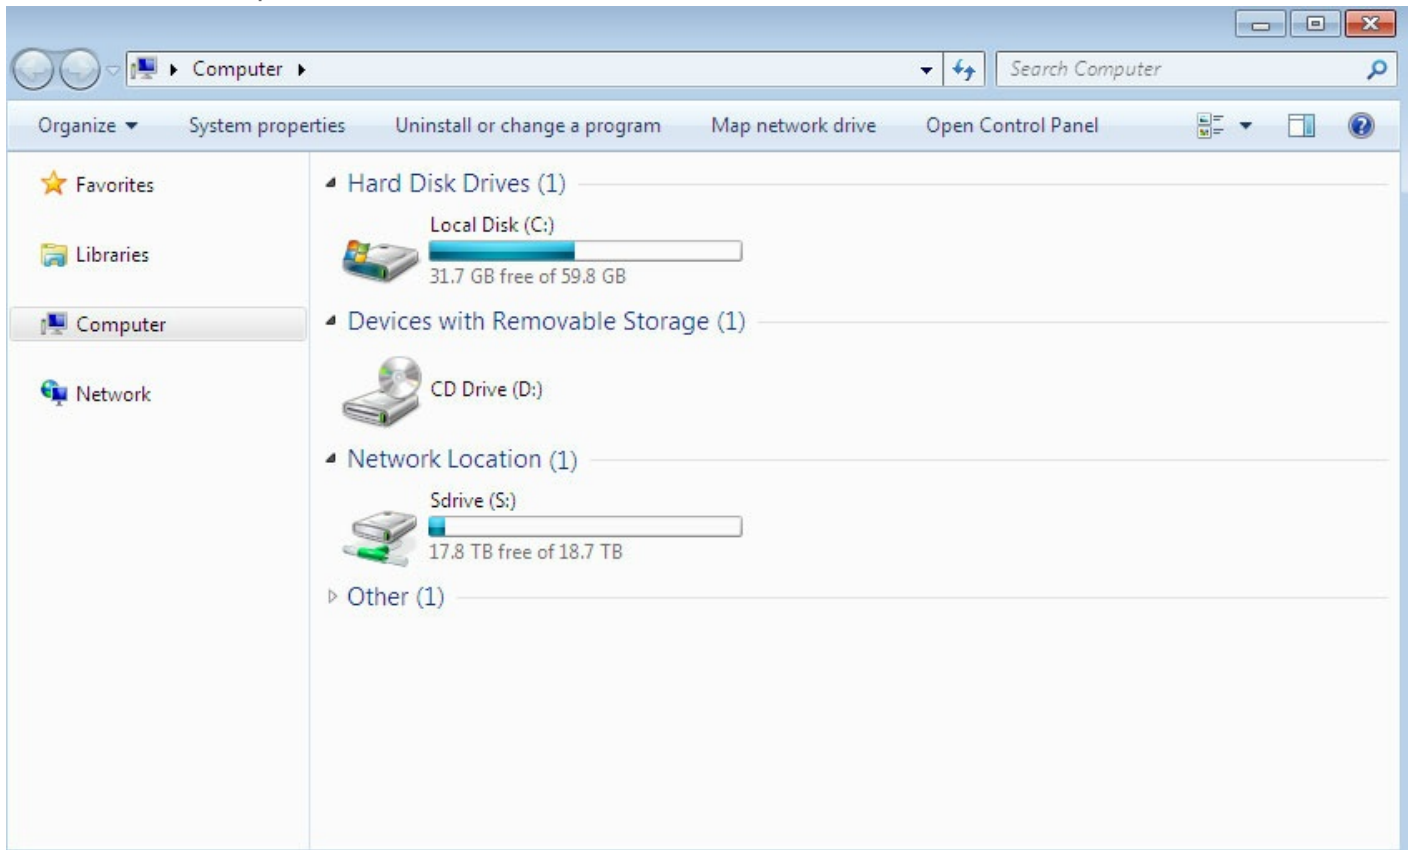 Computer
Search Computer
Organize
System properties
Uninstall or change a program
Map network drive
Open Control Panel
Favorites
Libraries
Computer
Network
Hard Disk Drives (1)
Local Disk (C:)
31.7 GB free of 59.8 GB
Devices with Removable Storage (1)
CD Drive (D:)
Network Location (1)
Sdrive (S:)
17.8 TB free of 18.7 TB
Other (1)